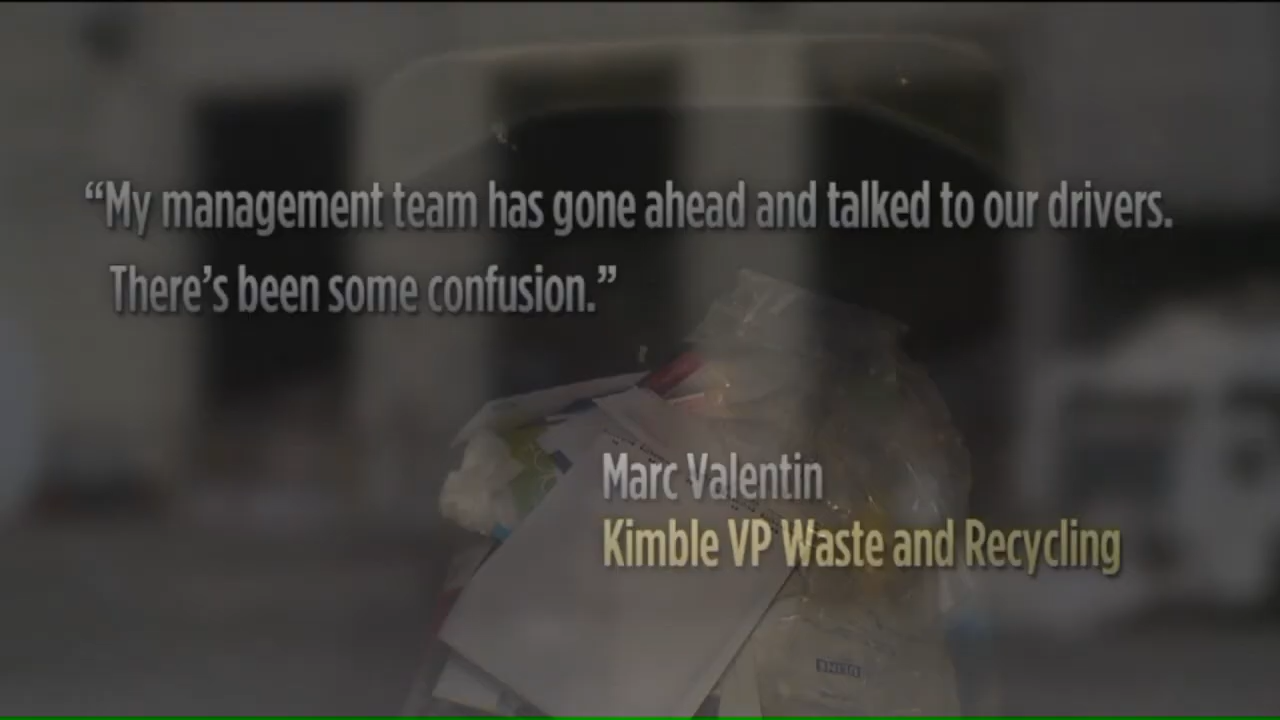 “My management team has gone ahead and talked to our drivers.
There’s been some confusion.”
Marc Valentin
Kimble VP Waste and Recycling